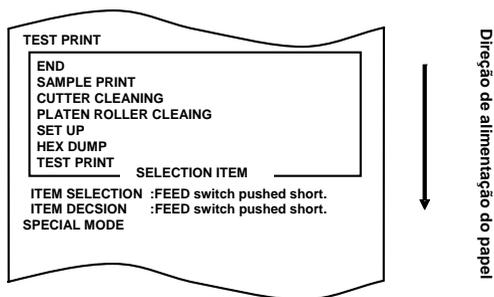 TEST PRINT
END
SAMPLE PRINT
CUTTER CLEANING
PLATEN ROLLER CLEAING
SET UP
HEX DUMP
TEST PRINT
SELECTION ITEM
ITEM SELECTION :FEED switch pushed short.
ITEM DECSION :FEED switch pushed short.
SPECIAL MODE
Direção de alimentação do papel